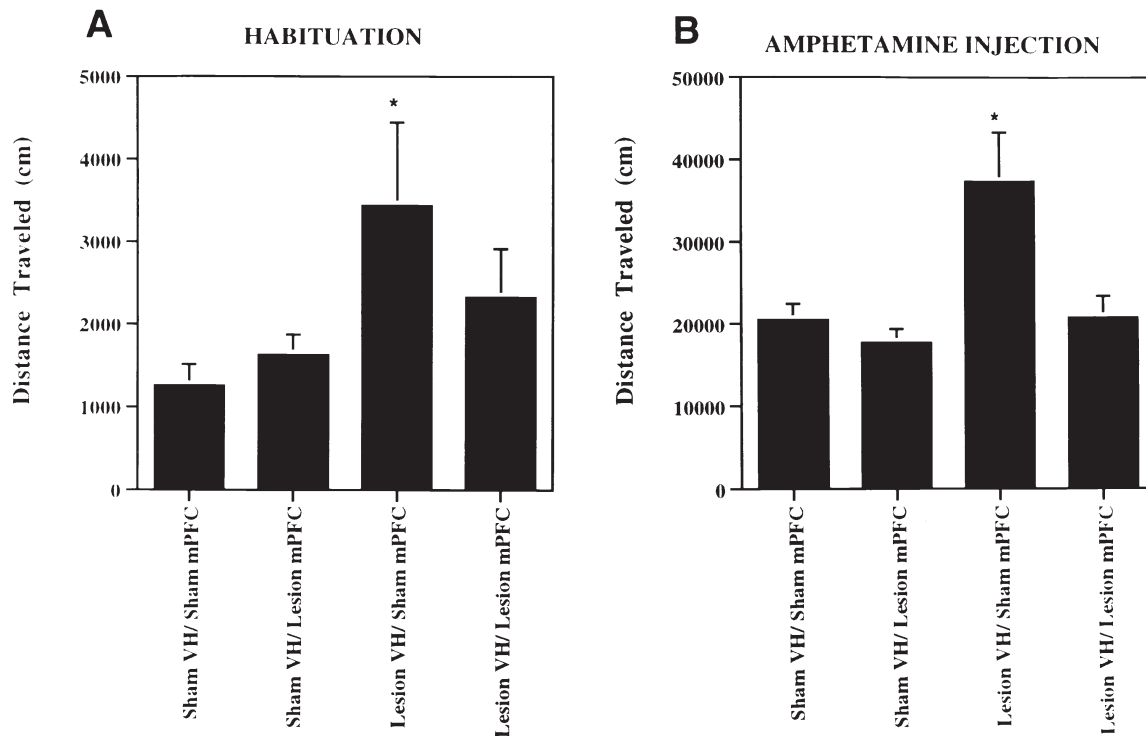 A
HABITUATION
Distance Traveled (cm)
5000
4000
3000
2000
1000
0
*
Sham VH/ Sham mPFC
Sham VH/ Lesion mPFC
Lesion VH/ Sham mPFC
Lesion VH/ Lesion mPFC
B
AMPHETAMINE INJECTION
Distance Traveled (cm)
50000
40000
30000
20000
10000
0
*
Sham VH/ Sham mPFC
Sham VH/ Lesion mPFC
Lesion VH/ Sham mPFC
Lesion VH/ Lesion mPFC